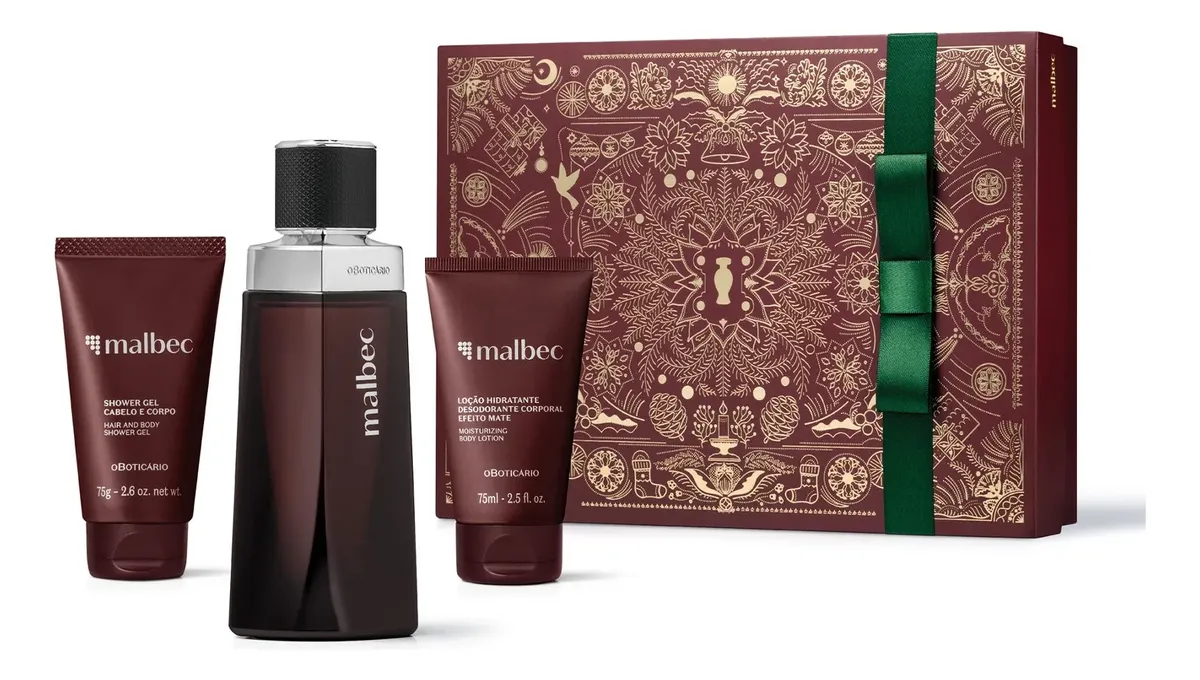 malbec
SHOWER GEL
CABELO E CORPO
HAIR AND BODY
SHOWER GEL
oBOTICÁRIO
75g - 2.6 oz. net wt.
oBOTICÁRIO
malbec
malbec
LOÇÃO HIDRATANTE
DESODORANTE CORPORAL
EFEITO MATE
MOISTURIZING
BODY LOTION
oBOTICÁRIO
75ml - 2.5 fl. oz.
malbec